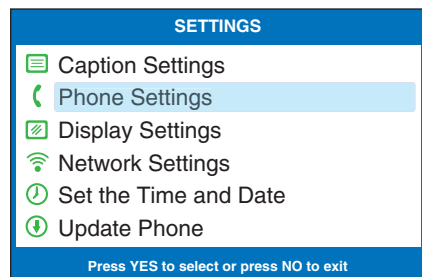 SETTINGS
Caption Settings
Phone Settings
Display Settings
Network Settings
Set the Time and Date
Update Phone
Press YES to select or press NO to exit